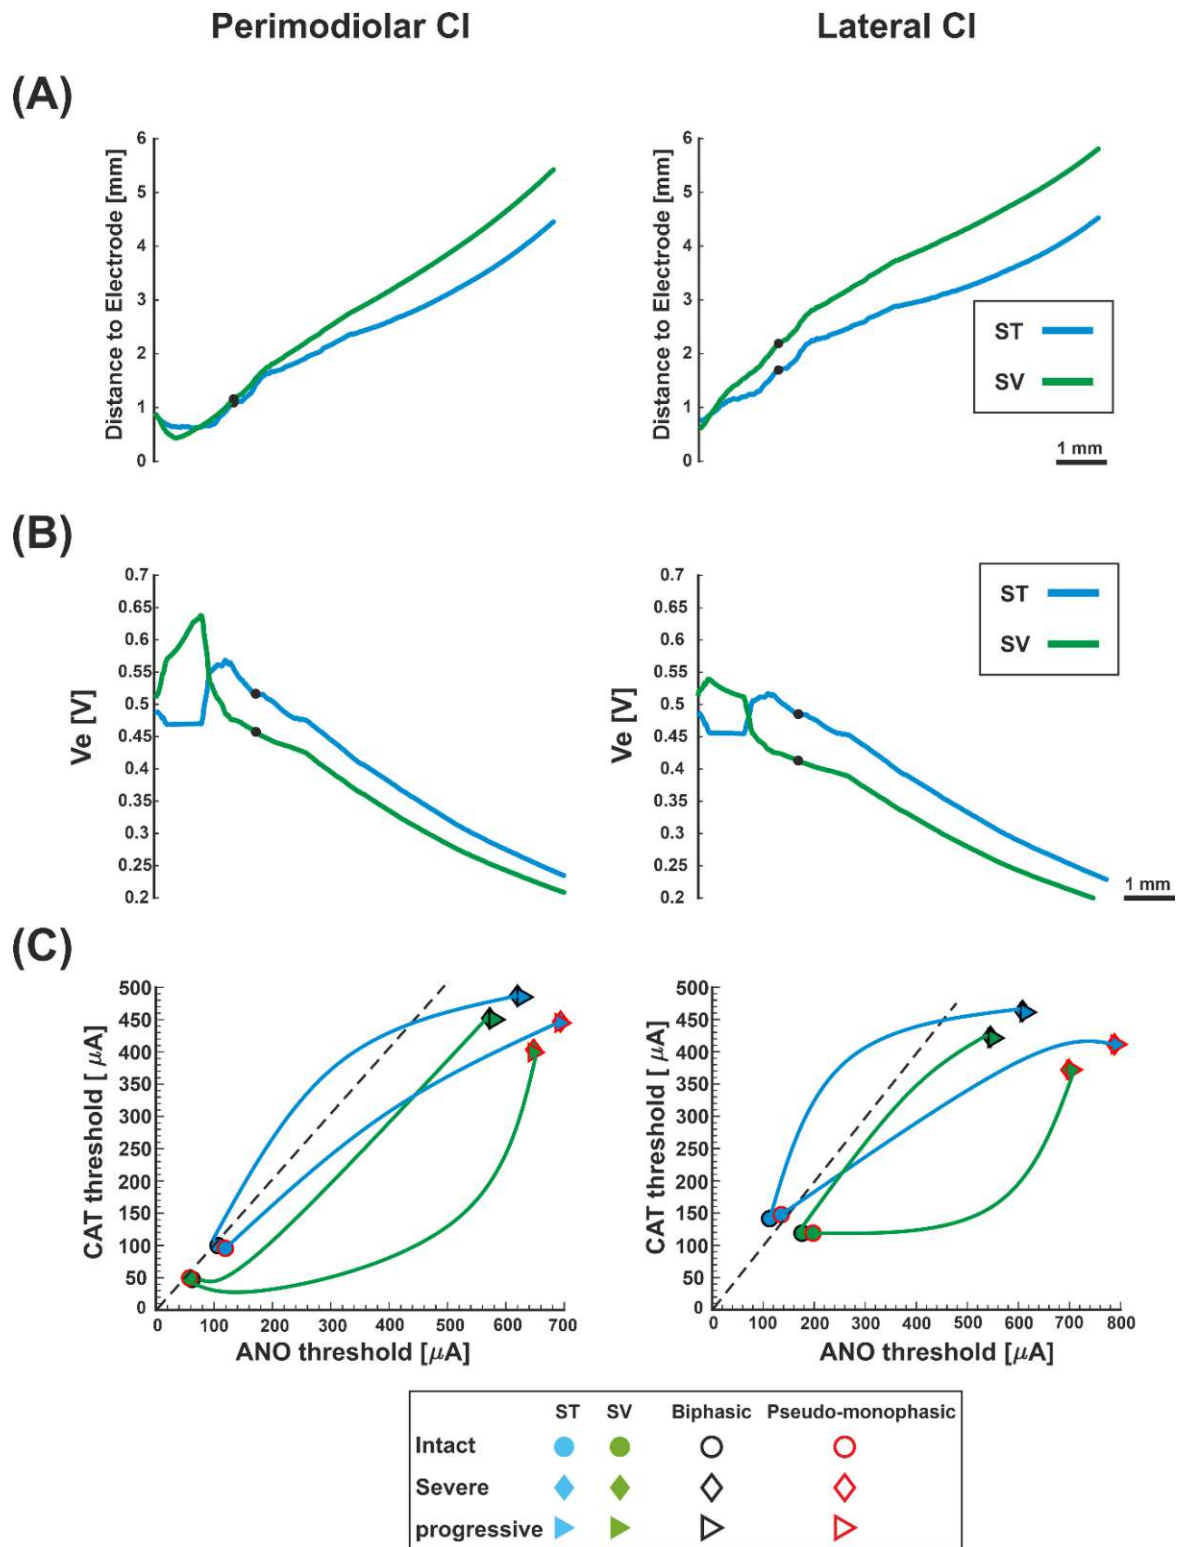 Perimodiolar CI Lateral CI
(A)
Distance to Electrode [mm]
6
5
4
3
2
1
0
Distance to Electrode [mm]
6
5
4
3
2
1
0
ST
SV
1 mm
(B)
Ve [V]
0.7
0.65
0.6
0.55
0.5
0.45
0.4
0.35
0.3
0.25
0.2
Ve [V]
0.7
0.65
0.6
0.55
0.5
0.45
0.4
0.35
0.3
0.25
0.2
ST
SV
1 mm
(C)
CAT threshold [ μA]
500
450
400
350
300
250
200
150
100
50
0
0 100 200 300 400 500 600 700
ANO threshold [μA]
CAT threshold [ μA]
500
450
400
350
300
250
200
150
100
50
0
0 100 200 300 400 500 600 700 800
ANO threshold [μA]
ST SV Biphasic Pseudo-monophasic
Intact
Severe
progressive